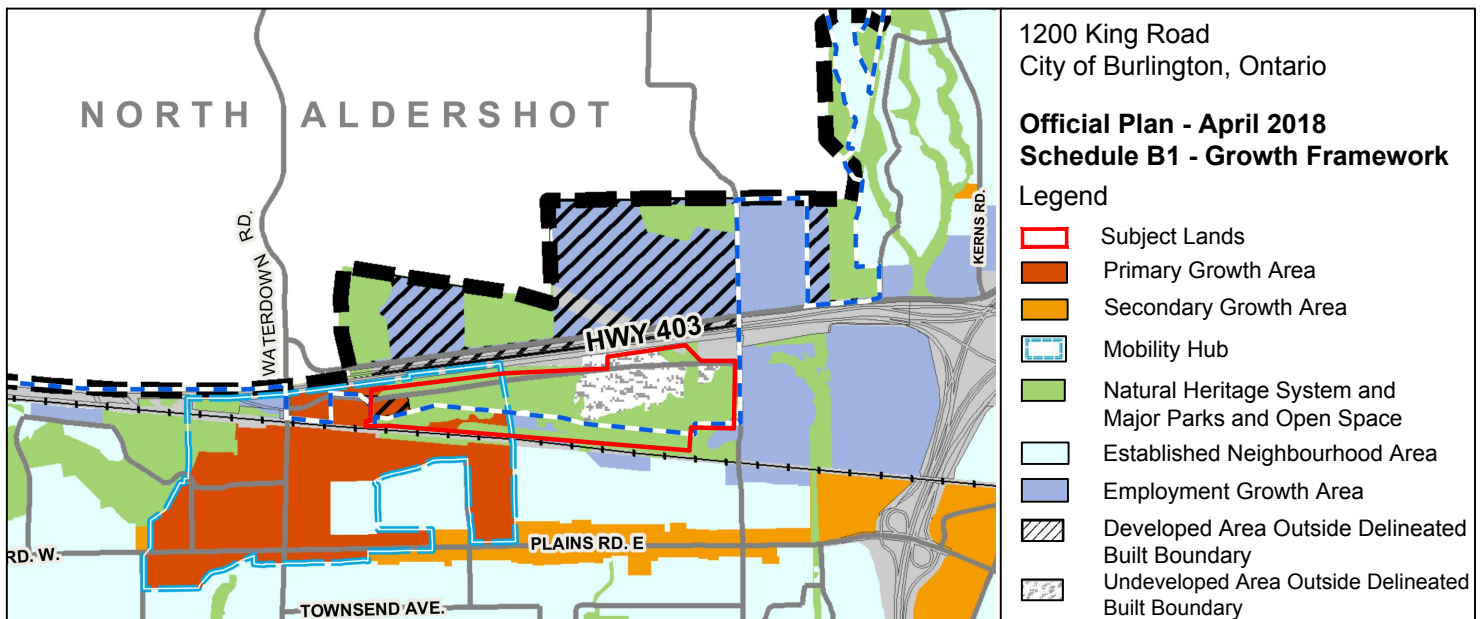 NORTH ALDERSHOT
WATERDOWN RD.
KERNS RD.
HWY 403
RD. W.
PLAINS RD. E
TOWNSEND AVE.
1200 King Road
City of Burlington, Ontario
Official Plan - April 2018
Schedule B1 - Growth Framework
Legend
Subject Lands
Primary Growth Area
Secondary Growth Area
Mobility Hub
Natural Heritage System and
Major Parks and Open Space
Established Neighbourhood Area
Employment Growth Area
Developed Area Outside Delineated
Built Boundary
Undeveloped Area Outside Delineated
Built Boundary